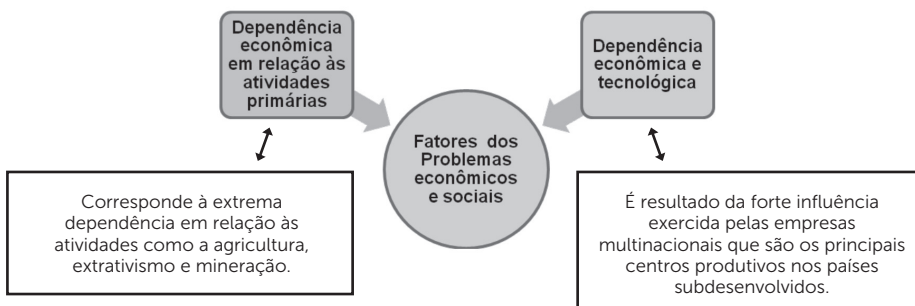 Dependência
econômica
em relação às
atividades
primárias
Dependência
econômica e
tecnológica
Fatores dos
Problemas
econômicos
e sociais
Corresponde à extrema
dependência em relação às
atividades como a agricultura,
extrativismo e mineração.
É resultado da forte influência
exercida pelas empresas
multinacionais que são os principais
centros produtivos nos países
subdesenvolvidos.